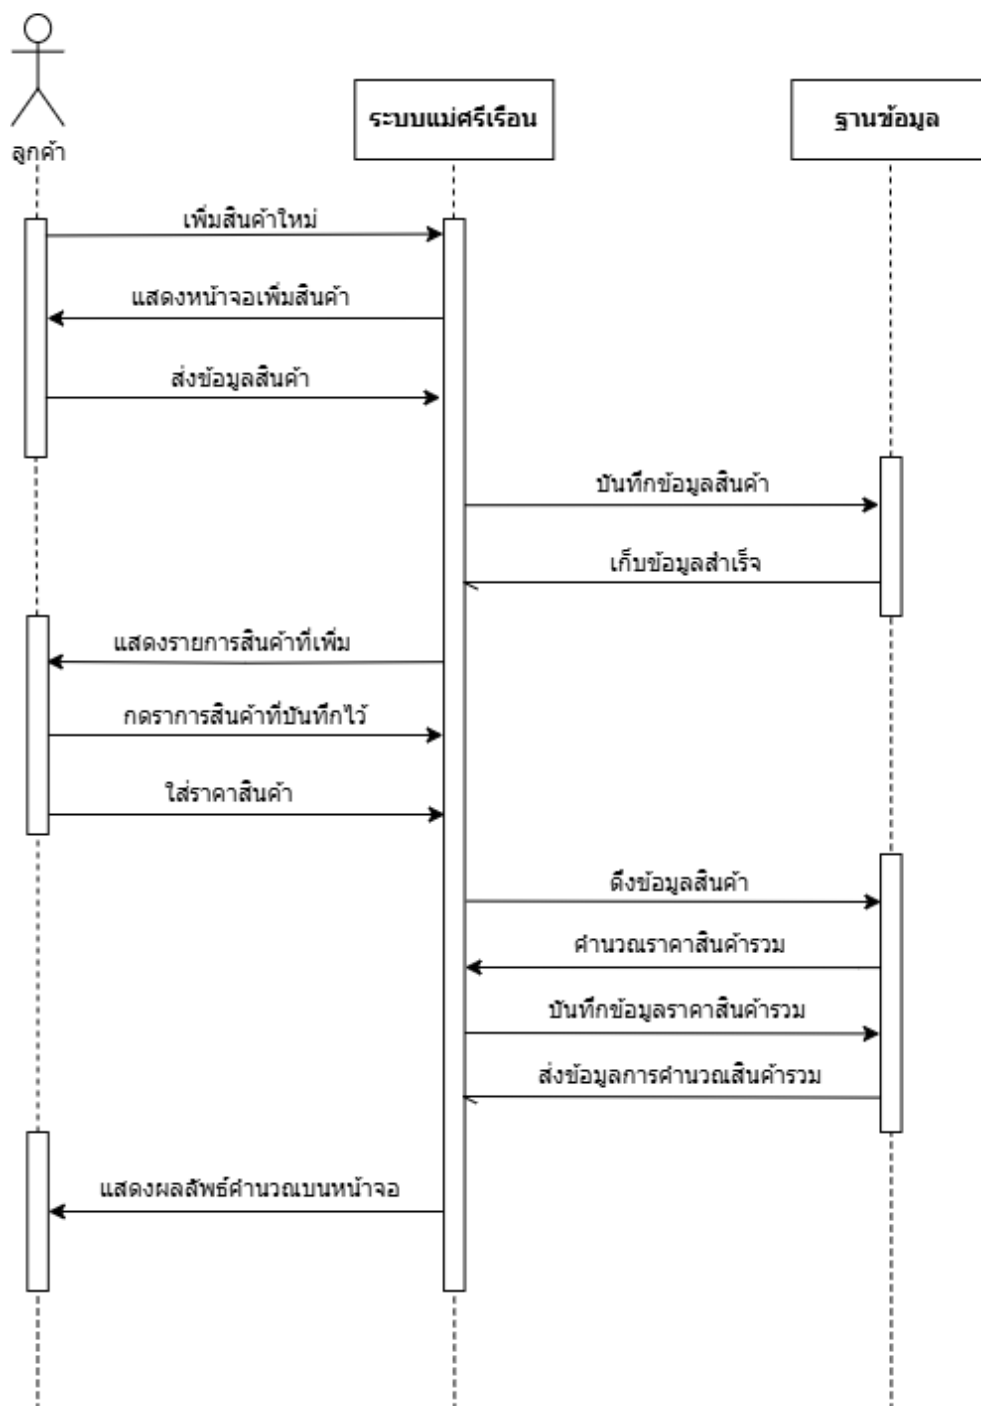 ลูกค้า
ระบบแม่ศรีเรือน
ฐานข้อมูล
เพิ่มสินค้าใหม่
แสดงหน้าจอเพิ่มสินค้า
ส่งข้อมูลสินค้า
บันทึกข้อมูลสินค้า
เก็บข้อมูลสำเร็จ
แสดงรายการสินค้าที่เพิ่ม
กดราการสินค้าที่บันทึกไว้
ใส่ราคาสินค้า
ดึงข้อมูลสินค้า
คำนวณราคาสินค้ารวม
บันทึกข้อมูลราคาสินค้ารวม
ส่งข้อมูลการคำนวณสินค้ารวม
แสดงผลลัพธ์คำนวณบนหน้าจอ